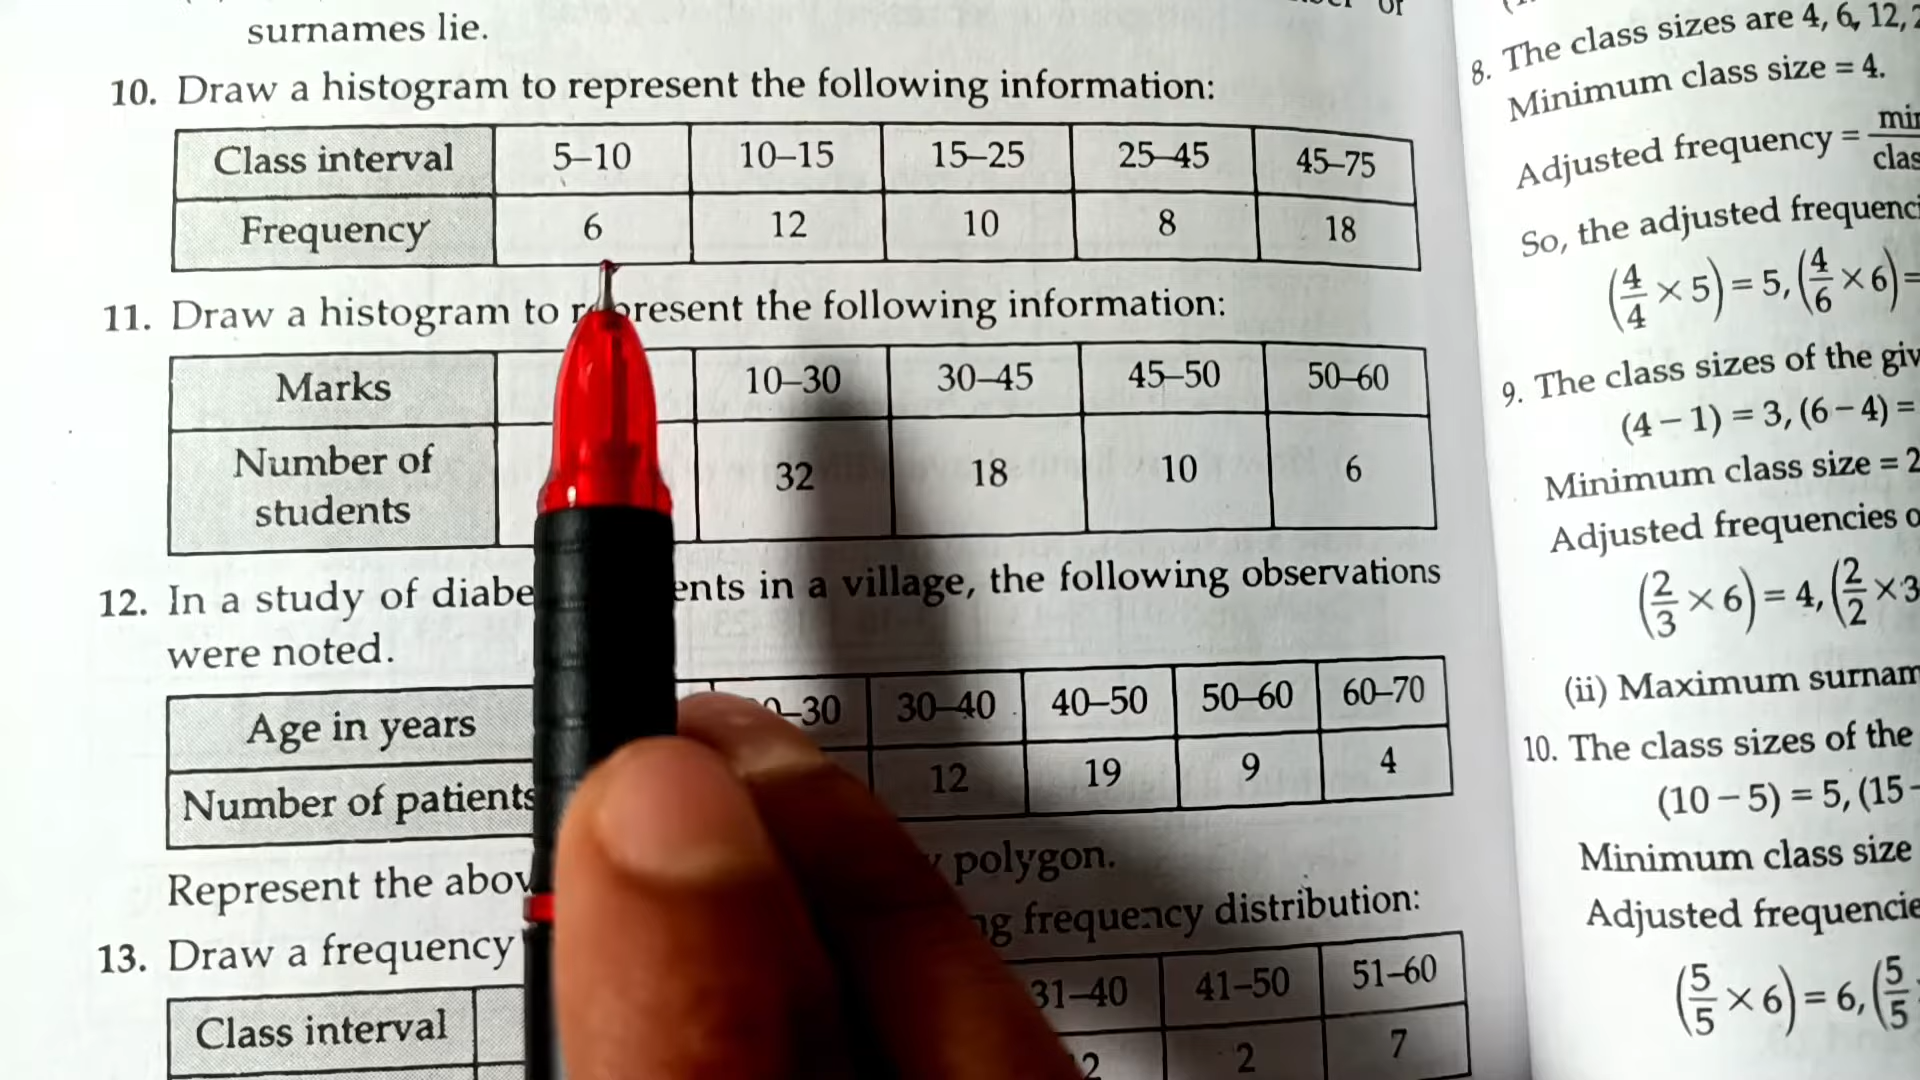 surnames lie.
10. Draw a histogram to represent the following information:
Class interval 5–10 10–15 15–25 25–45 45–75
Frequency 6 12 10 8 18
11. Draw a histogram to represent the following information:
Marks 10–30 30–45 45–50 50–60
Number of students 32 18 10 6
12. In a study of in a village, the following observations
were noted.
Age in years 30–40 40–50 50–60 60–70
Number of patients 12 19 9 4
Represent the polygon.
13. Draw a frequency frequency distribution:
Class interval 31–40 41–50 51–60
2 7
8. The class sizes are 4, 6, 12,
Minimum class size = 4.
Adjusted frequency =
So, the adjusted
(4/4 × 5) = 5, (4/6 × 6) =
9. The class sizes of the
(4 – 1) = 3, (6 – 4) =
Minimum class size = 2
Adjusted frequencies
(2/3 × 6) = 4, (2/2 × 3
(ii) Maximum
10. The class sizes of the
(10 – 5) = 5, (15 –
Minimum class size
Adjusted
(5/5 × 6) = 6, (5/5